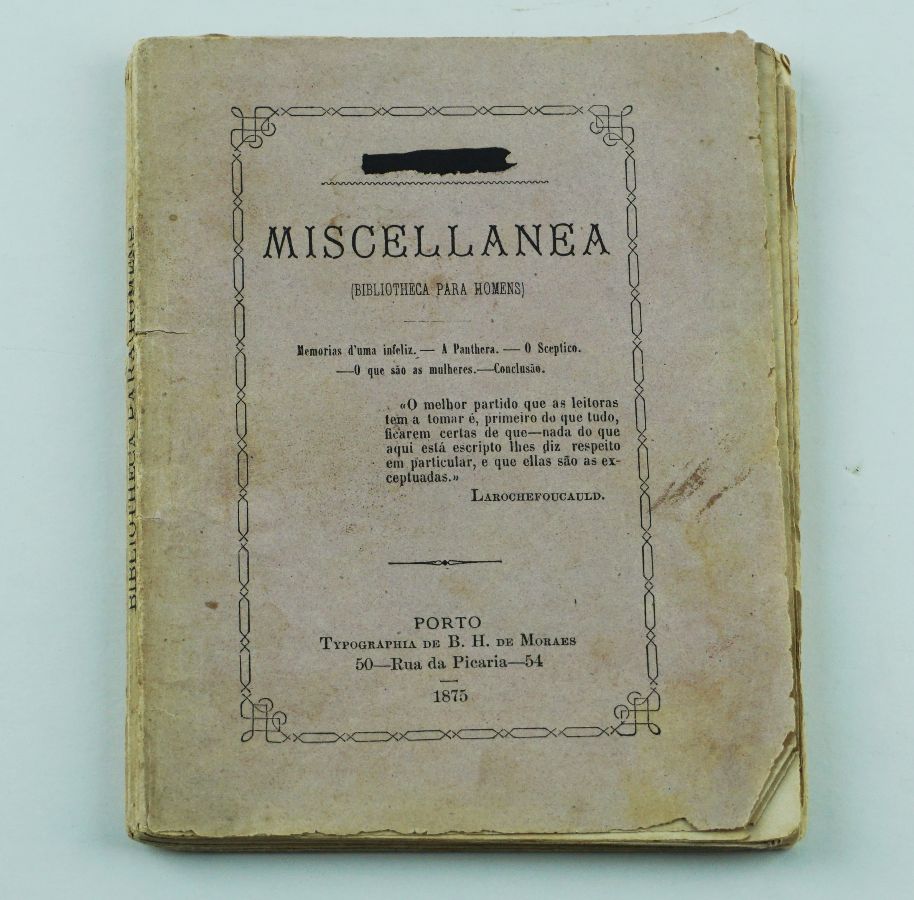 MISCELLANEA
(BIBLIOTHECA PARA HOMENS)
Memorias d'uma infeliz.— A Panthera. — O Sceptico.
—O que são as mulheres.—Conclusão.
«O melhor partido que as leitoras
tem a tomar é, primeiro do que tudo,
ficarem certas de que—nada do que
aqui está escripto lhes diz respeito
em particular, e que ellas são as ex-
ceptuadas.»
LAROCHEFOUCAULD.
PORTO
TYPOGRAPHIA DE B. H. DE MORAES
50—Rua da Picaria—54
1875
BIBLIOTHECA PARA HOMENS